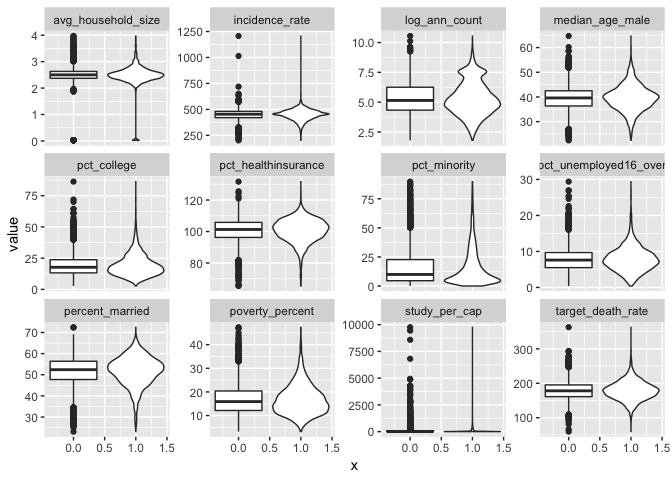 avg_household_size incidence_rate log_ann_count median_age_male
4 3 2 1 0
1250 1000 750 500 250
10.0 7.5 5.0 2.5
60 50 40 30
pct_college pct_healthinsurance pct_minority pct_unemployed16_over
75 50 25 0
120 100 80
75 50 25 0
30 20 10 0
percent_married poverty_percent study_per_cap target_death_rate
70 60 50 40 30
40 30 20 10
10000 7500 5000 2500 0
300 200 100
0.0 0.5 1.0 1.5 0.0 0.5 1.0 1.5 0.0 0.5 1.0 1.5 0.0 0.5 1.0 1.5
value
x